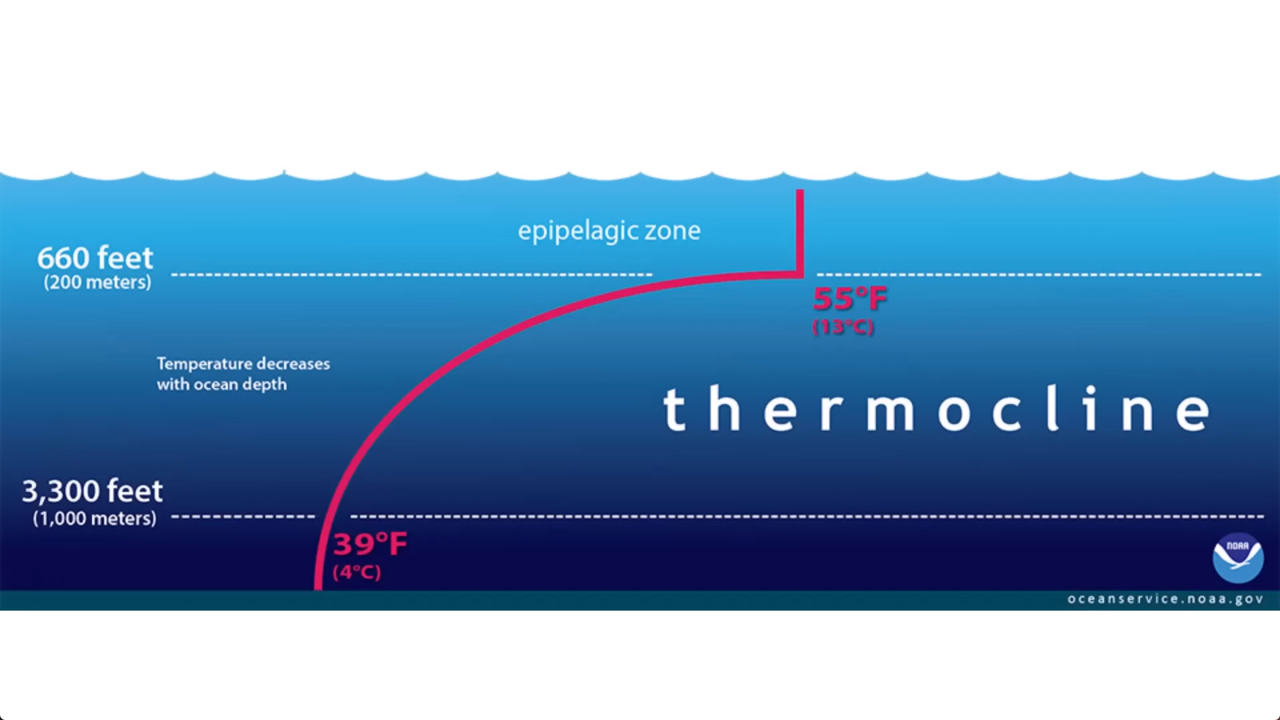 epipelagic zone
660 feet
(200 meters)
55°F
(13°C)
Temperature decreases
with ocean depth
thermocline
3,300 feet
(1,000 meters)
39°F
(4°C)
NOAA
oceanservice.noaa.gov